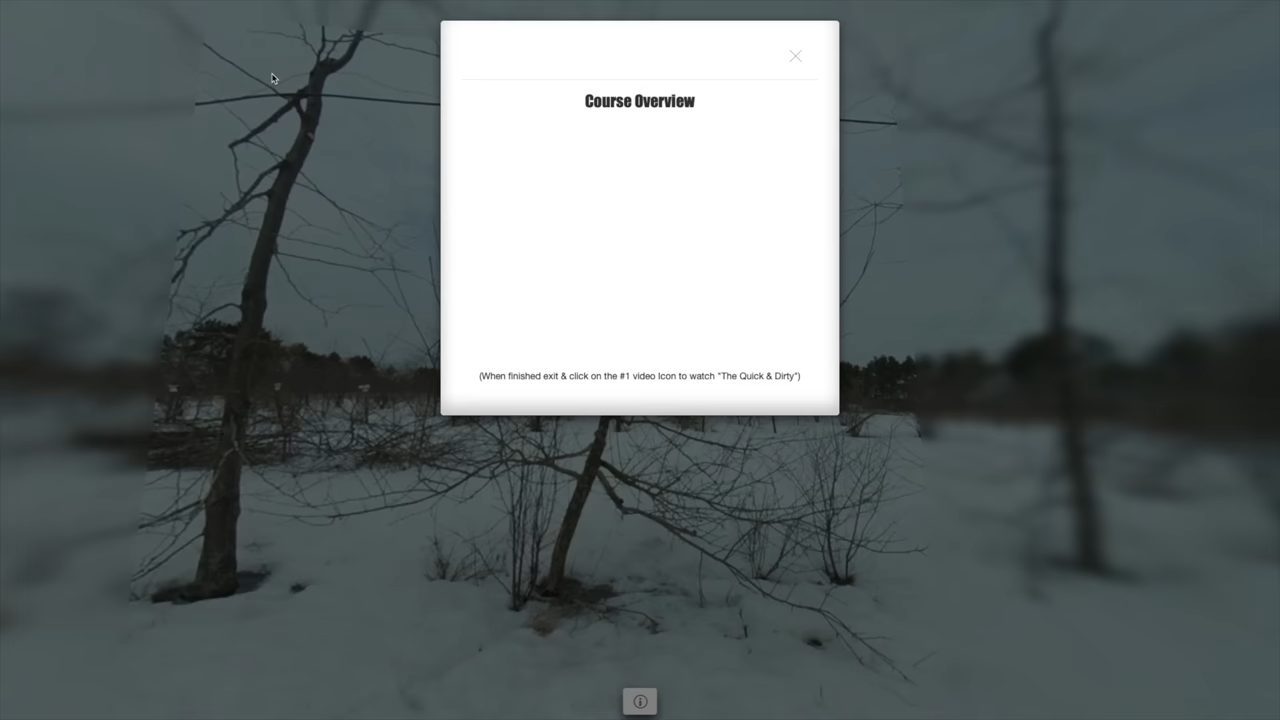 Course Overview
(When finished exit & click on the #1 video Icon to watch "The Quick & Dirty")